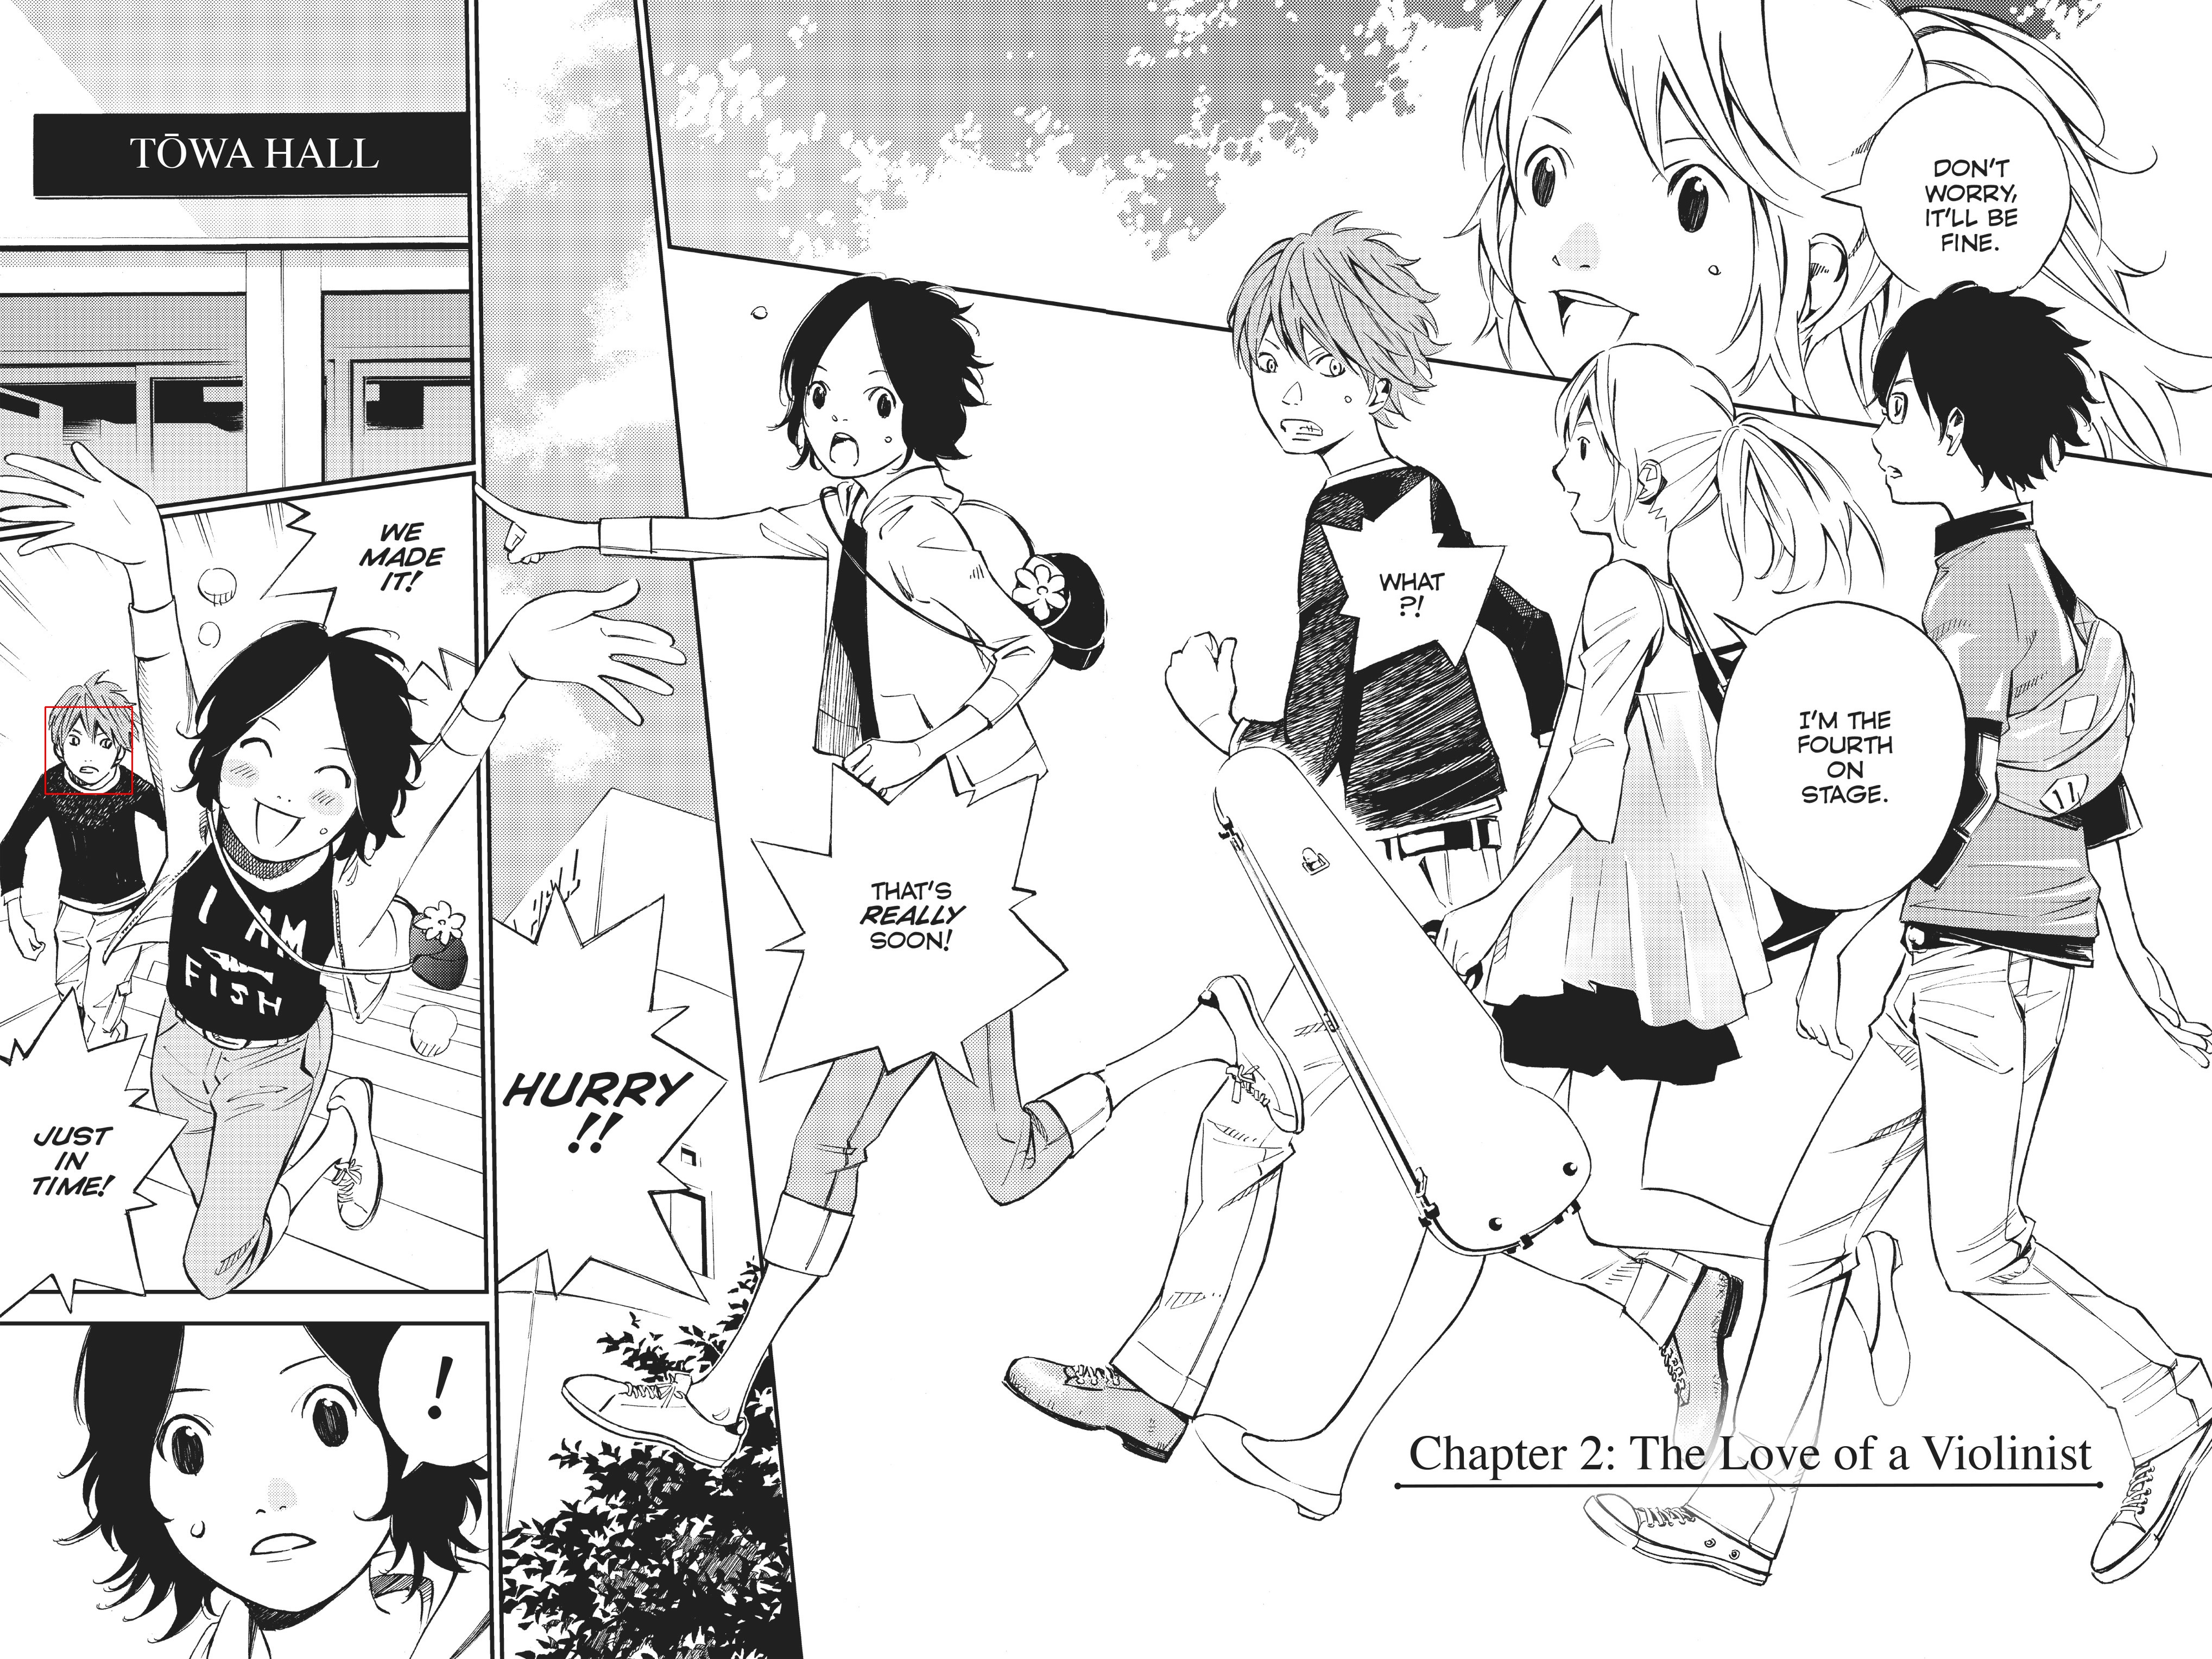 DON'T
WORRY,
IT'LL BE
FINE.
I'M THE
FOURTH
ON
STAGE.
WHAT
?!
THAT'S
REALLY
SOON!
HURRY
!!
Chapter 2: The Love of a Violinist
TŌWA HALL
WE
MADE
IT!
I AM
FISH
JUST
IN
TIME!
!